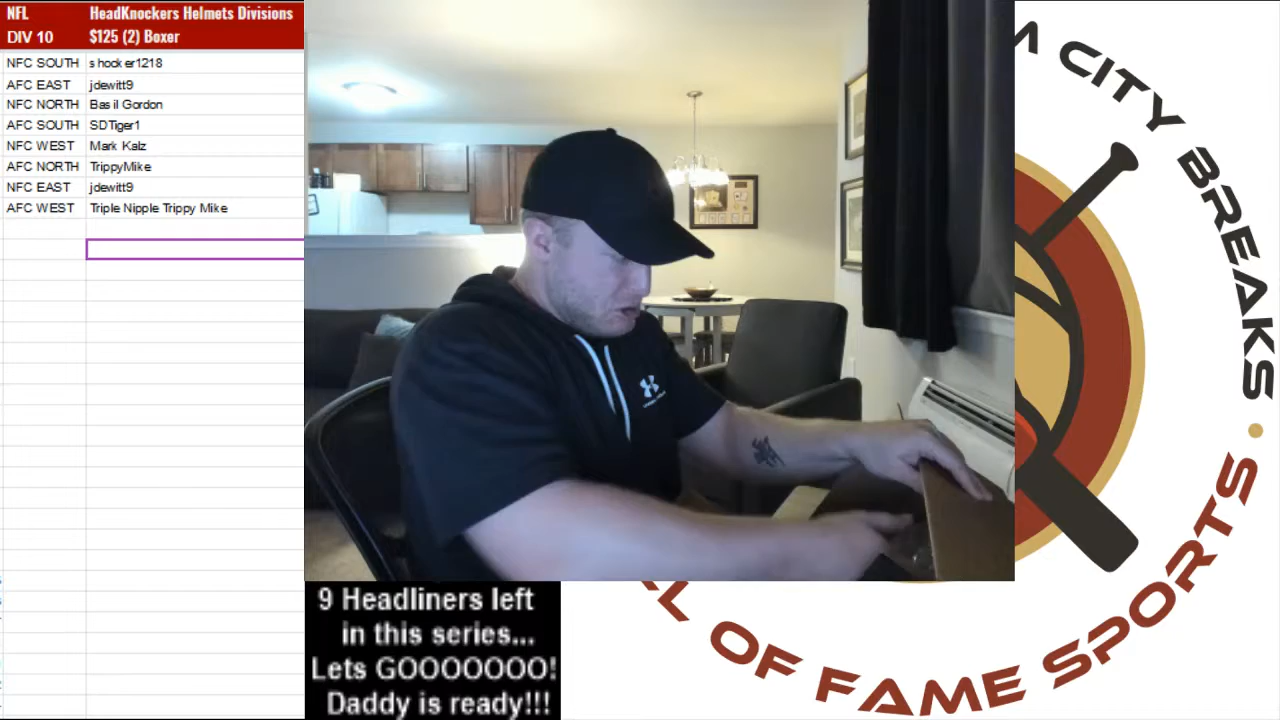 NFL HeadKnockers Helmets Divisions
DIV 10 $125 (2) Boxer
NFC SOUTH shocker1218
AFC EAST jdewitt9
NFC NORTH Basil Gordon
AFC SOUTH SDTiger1
NFC WEST Mark Kalz
AFC NORTH TrippyMike
NFC EAST jdewitt9
AFC WEST Triple Nipple Trippy Mike
A CITY BREAKS •
L OF FAME SPORTS
9 Headliners left
in this series...
Lets GOOOOOOO!
Daddy is ready!!!